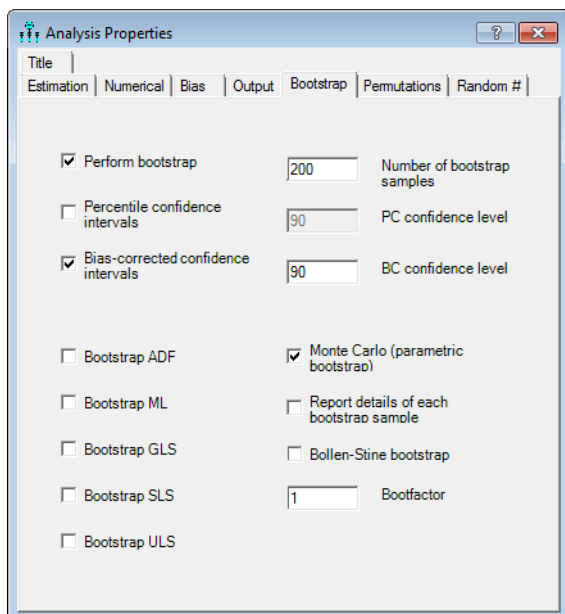 Analysis Properties
Title
Estimation Numerical Bias Output Bootstrap Permutations Random #
Perform bootstrap
200
Number of bootstrap
samples
Percentile confidence
intervals
90
PC confidence level
Bias-corrected confidence
intervals
90
BC confidence level
Bootstrap ADF
Monte Carlo (parametric
bootstrap)
Bootstrap ML
Report details of each
bootstrap sample
Bootstrap GLS
Bollen-Stine bootstrap
Bootstrap SLS
1
Bootfactor
Bootstrap ULS